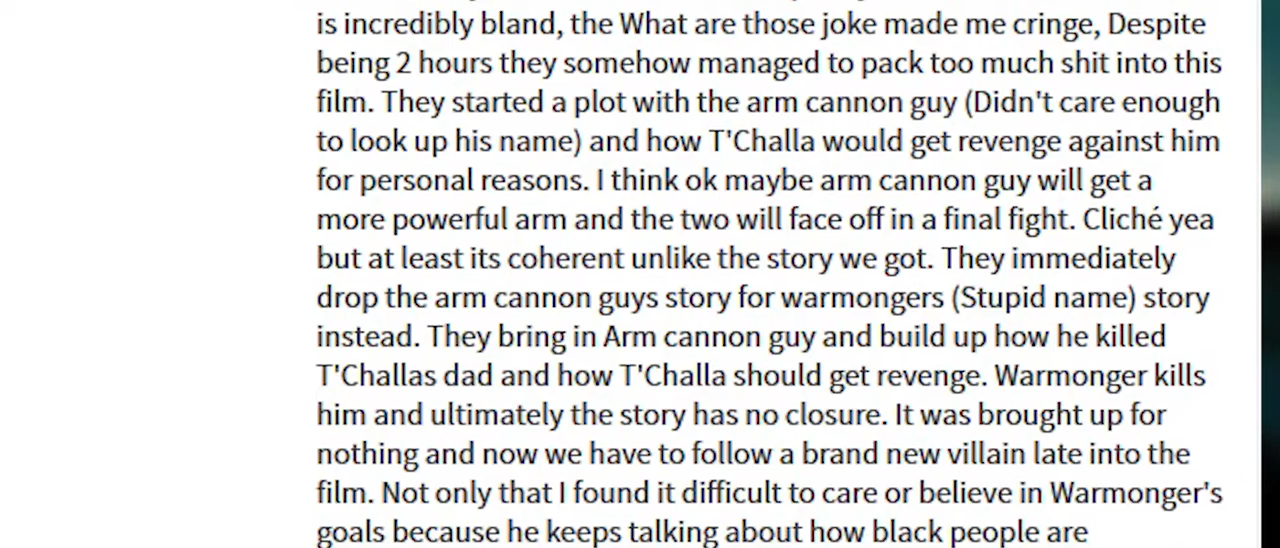 is incredibly bland, the What are those joke made me cringe, Despite
being 2 hours they somehow managed to pack too much shit into this
film. They started a plot with the arm cannon guy (Didn't care enough
to look up his name) and how T'Challa would get revenge against him
for personal reasons. I think ok maybe arm cannon guy will get a
more powerful arm and the two will face off in a final fight. Cliché yea
but at least its coherent unlike the story we got. They immediately
drop the arm cannon guys story for warmongers (Stupid name) story
instead. They bring in Arm cannon guy and build up how he killed
T'Challas dad and how T'Challa should get revenge. Warmonger kills
him and ultimately the story has no closure. It was brought up for
nothing and now we have to follow a brand new villain late into the
film. Not only that I found it difficult to care or believe in Warmonger's
goals because he keeps talking about how black people are